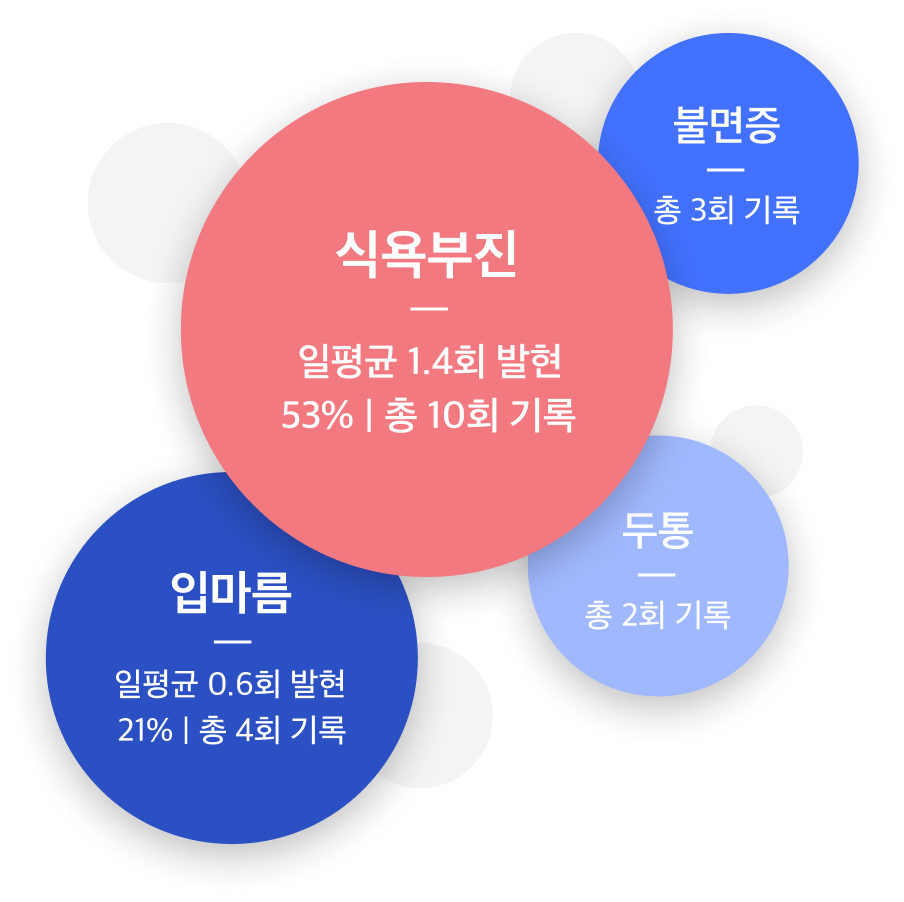 불면증
총 3회 기록
식욕부진
일평균 1.4회 발현
53% | 총 10회 기록
두통
총 2회 기록
입마름
일평균 0.6회 발현
21% | 총 4회 기록